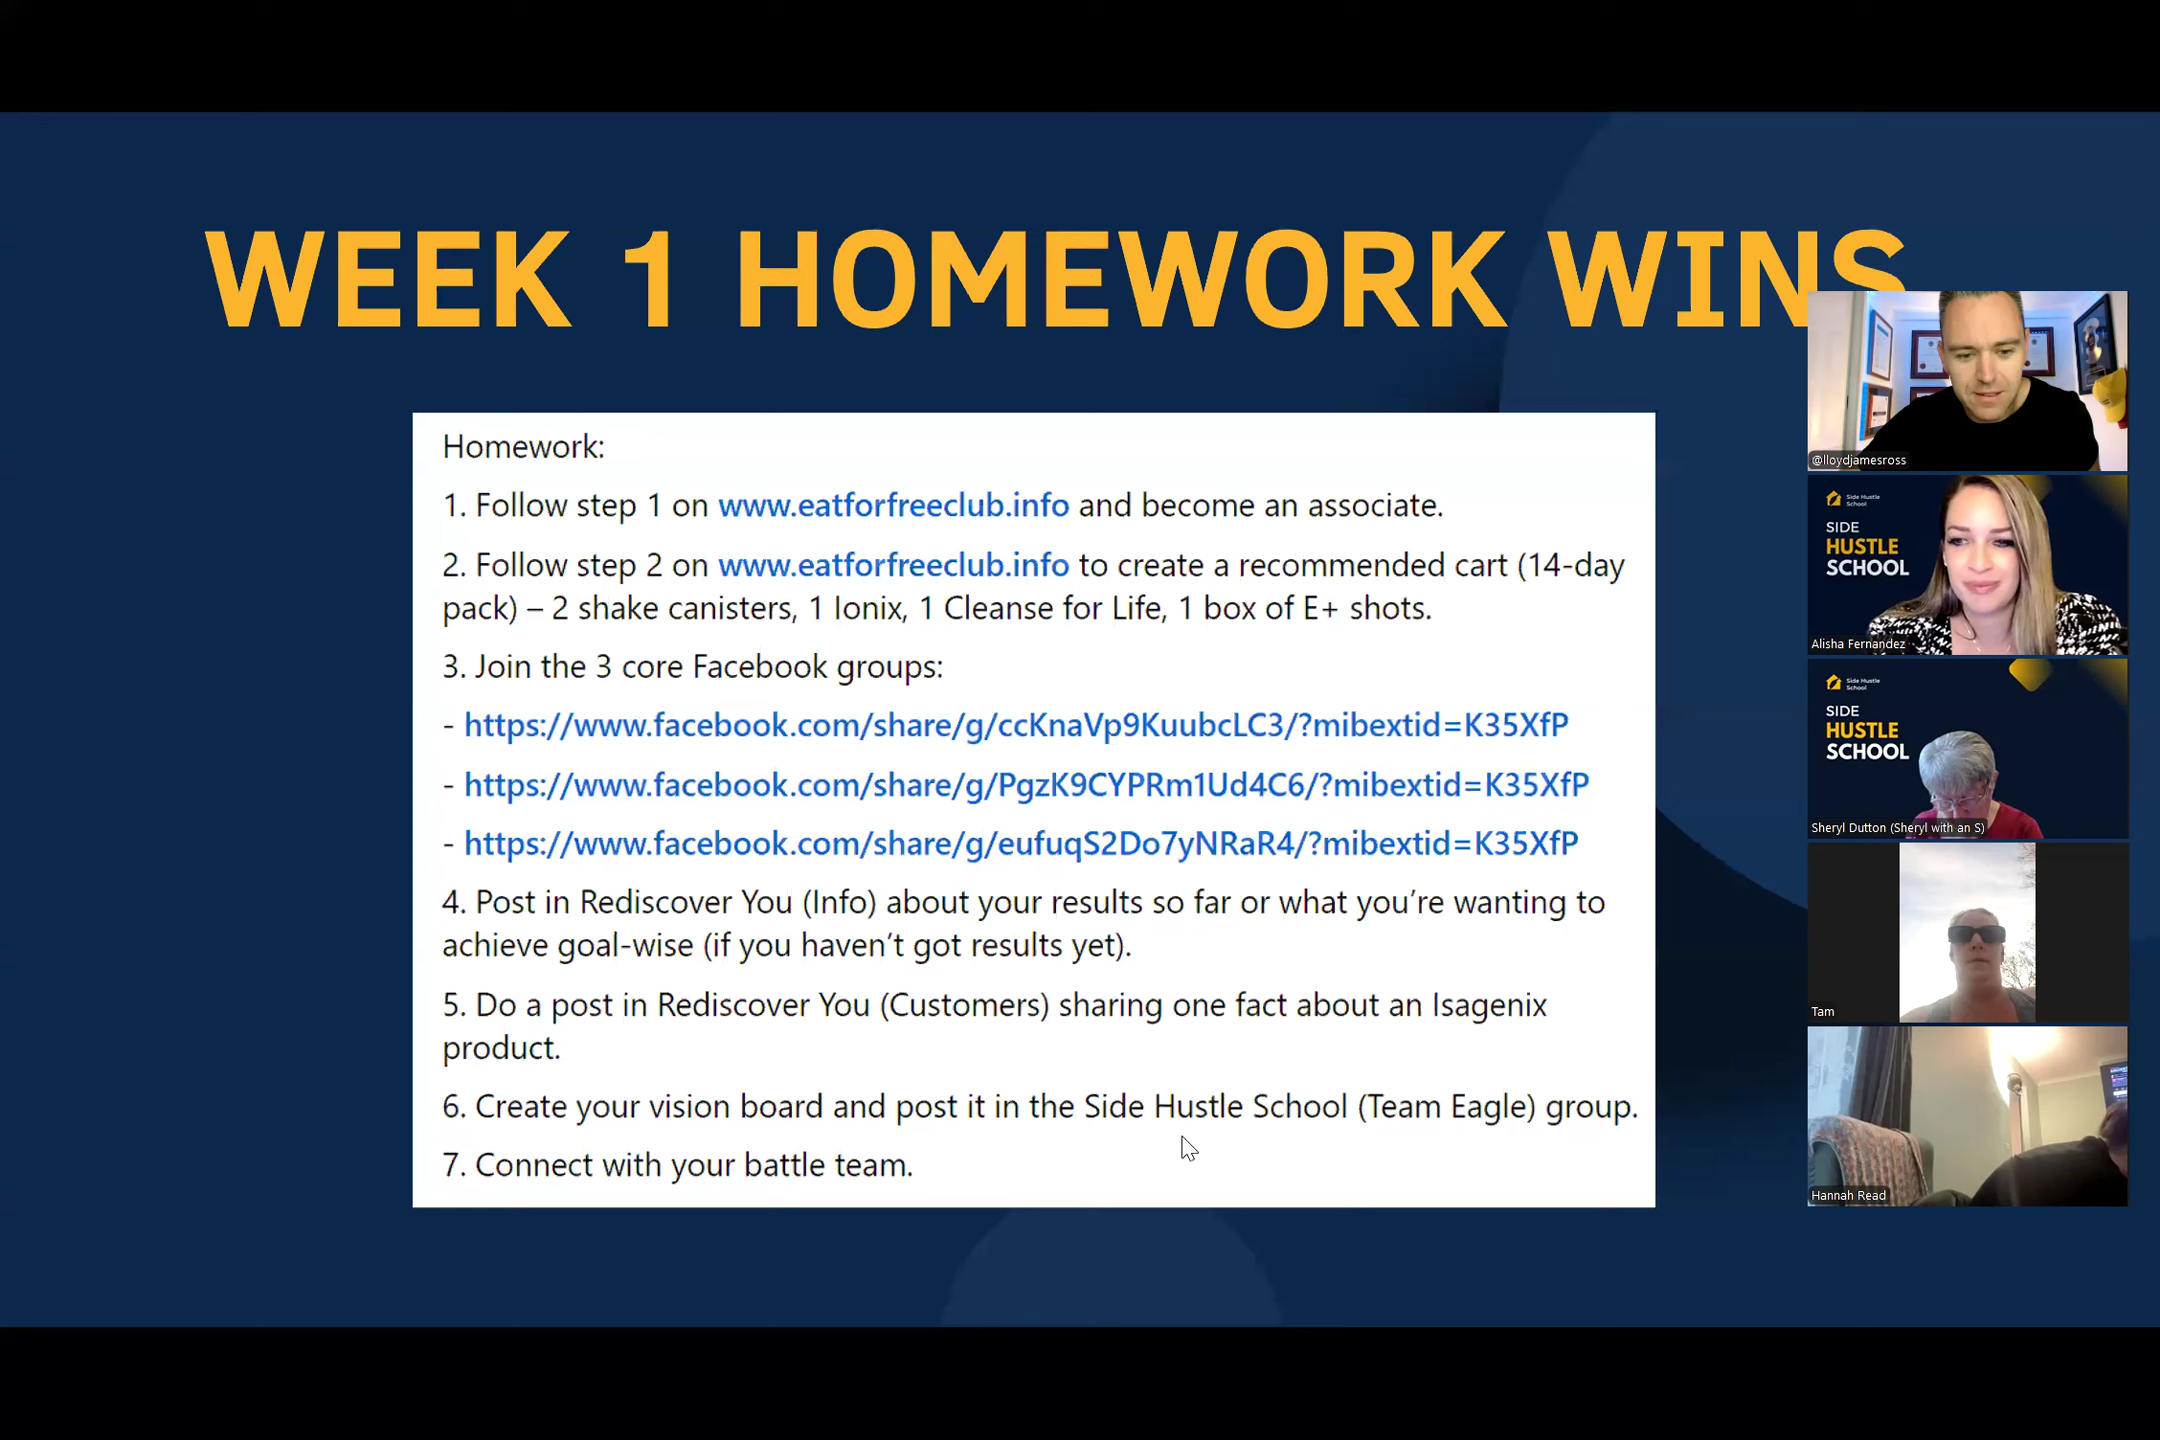 WEEK 1 HOMEWORK WINS
Homework:
1. Follow step 1 on www.eatforfreeclub.info and become an associate.
2. Follow step 2 on www.eatforfreeclub.info to create a recommended cart (14-day
pack) – 2 shake canisters, 1 Ionix, 1 Cleanse for Life, 1 box of E+ shots.
3. Join the 3 core Facebook groups:
- https://www.facebook.com/share/g/ccKnaVp9KuubcLC3/?mibextid=K35XfP
- https://www.facebook.com/share/g/PgzK9CYPRm1Ud4C6/?mibextid=K35XfP
- https://www.facebook.com/share/g/eufuqS2Do7yNRaR4/?mibextid=K35XfP
4. Post in Rediscover You (Info) about your results so far or what you’re wanting to
achieve goal-wise (if you haven’t got results yet).
5. Do a post in Rediscover You (Customers) sharing one fact about an Isagenix
product.
6. Create your vision board and post it in the Side Hustle School (Team Eagle) group.
7. Connect with your battle team.
@lloydjamesross
Side Hustle
School
SIDE
HUSTLE
SCHOOL
Alisha Fernandez
Side Hustle
School
SIDE
HUSTLE
SCHOOL
Sheryl Dutton (Sheryl with an S)
Tam
Hannah Read